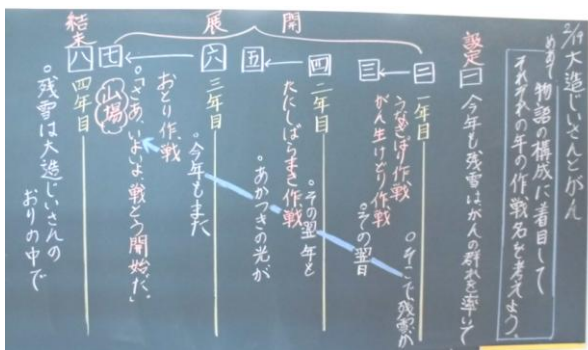 2/14 大造じいさんとがん
めあて 物語の構成に着目して
それぞれの年の作戦名を考えよう。
設定
一
今年も残雪はがんの群れを率いて
展開
二
一年目
うなぎばり作戦
がん生けどり作戦
。そこで、残雪が
三
。その翌日
四
二年目
たにしばらまき作戦
。その翌年も
五
。あかつきの光が
六
三年目
。今年もまた
おとり作戦
七
。「さあ、いよいよ戦とう開始だ。」
山場
結末
八
四年目
。残雪は大造じいさんの
おりの中で